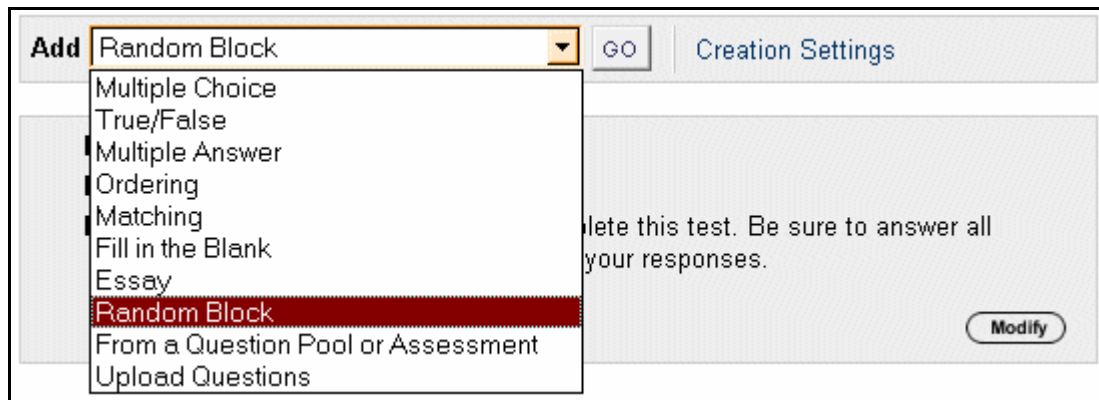 Add Random Block GO Creation Settings
Multiple Choice
True/False
Multiple Answer
Ordering
Matching
lete this test. Be sure to answer all
Fill in the Blank
your responses.
Essay
Random Block
Modify
From a Question Pool or Assessment
Upload Questions